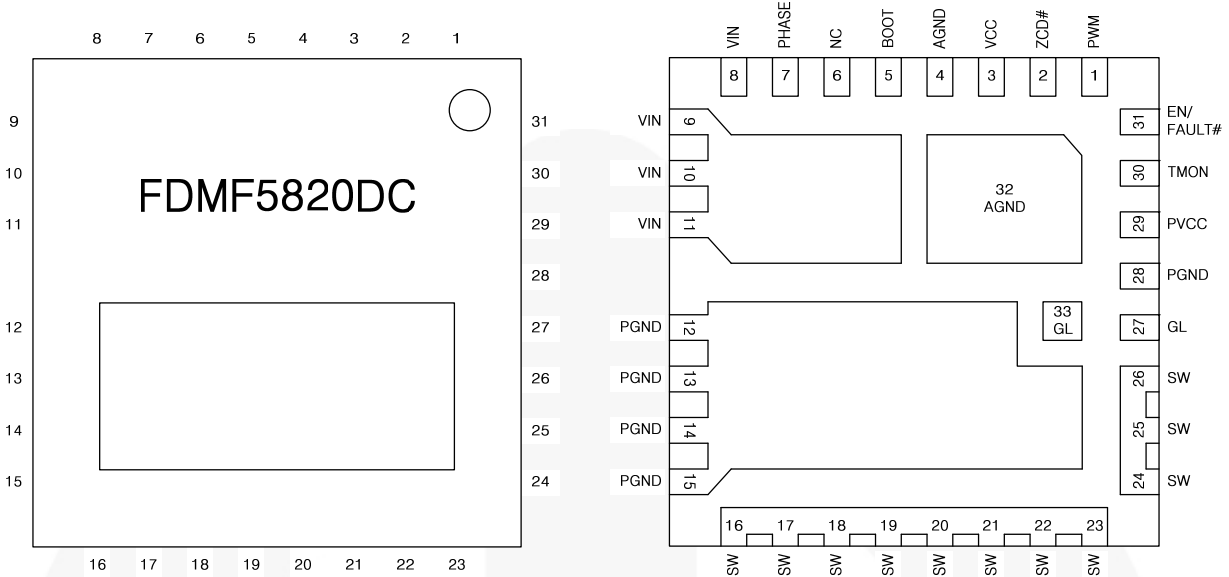 8 7 6 5 4 3 2 1
9
10
11
12
13
14
15
FDMF5820DC
31
30
29
28
27
26
25
24
16 17 18 19 20 21 22 23
VIN PHASE NC BOOT AGND VCC ZCD# PWM
8 7 6 5 4 3 2 1
VIN 9
VIN 10
VIN 11
PGND 12
PGND 13
PGND 14
PGND 15
32
AGND
33
GL
31 EN/
FAULT#
30 TMON
29 PVCC
28 PGND
27 GL
26 SW
25 SW
24 SW
16 17 18 19 20 21 22 23
SW SW SW SW SW SW SW SW